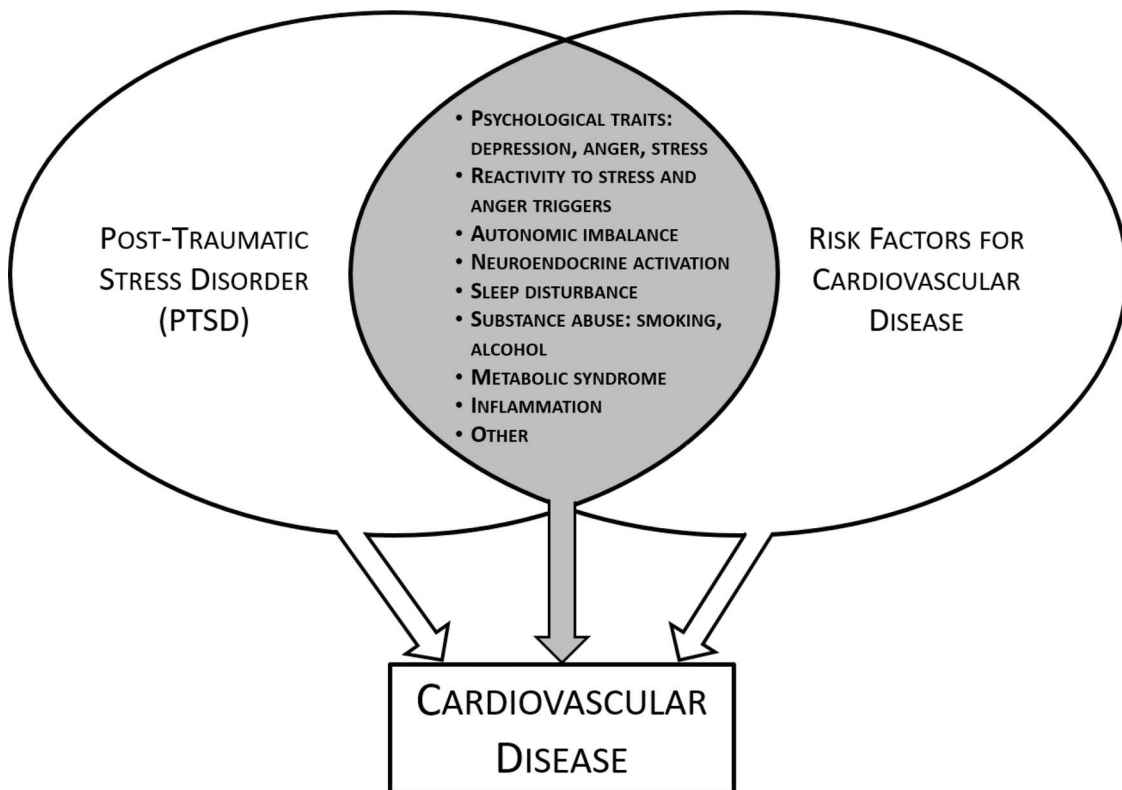 POST-TRAUMATIC
STRESS DISORDER
(PTSD)
• PSYCHOLOGICAL TRAITS:
DEPRESSION, ANGER, STRESS
• REACTIVITY TO STRESS AND
ANGER TRIGGERS
• AUTONOMIC IMBALANCE
• NEUROENDOCRINE ACTIVATION
• SLEEP DISTURBANCE
• SUBSTANCE ABUSE: SMOKING,
ALCOHOL
• METABOLIC SYNDROME
• INFLAMMATION
• OTHER
RISK FACTORS FOR
CARDIOVASCULAR
DISEASE
CARDIOVASCULAR
DISEASE